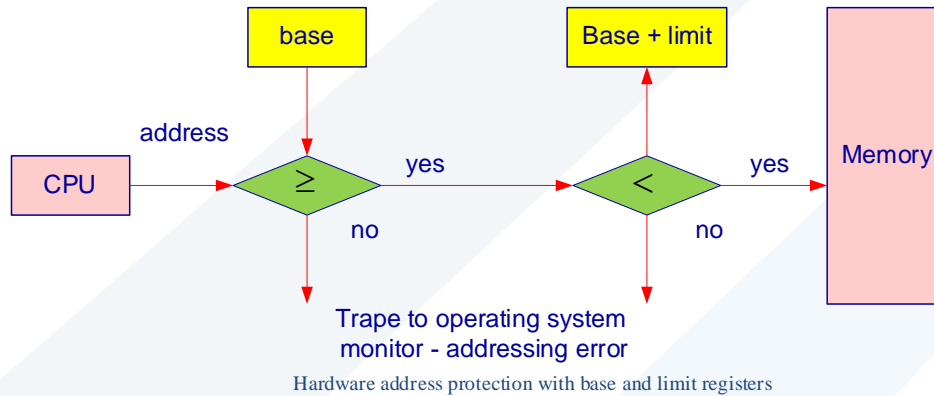 base
Base + limit
address
CPU
≥
yes
<
yes
Memory
no
no
Trape to operating system
monitor - addressing error
Hardware address protection with base and limit registers